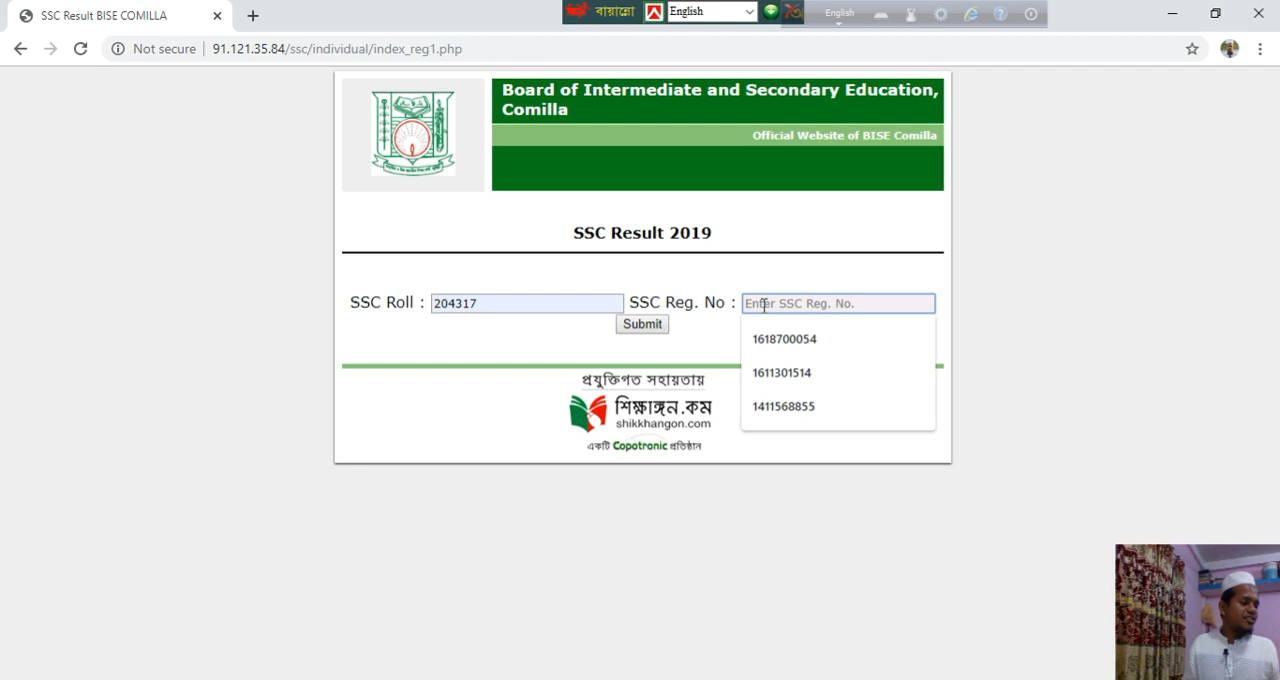 SSC Result BISE COMILLA
বায়ান্নো
English
English
Not secure
91.121.35.84/ssc/individual/index_reg1.php
Board of Intermediate and Secondary Education,
Comilla
Official Website of BISE Comilla
SSC Result 2019
SSC Roll : 204317 SSC Reg. No : Enter SSC Reg. No.
Submit
1618700054
1611301514
1411568855
প্রযুক্তিগত সহায়তায়
শিক্ষাঙ্গন.কম
shikkhangon.com
একটি Copotronic প্রতিষ্ঠান